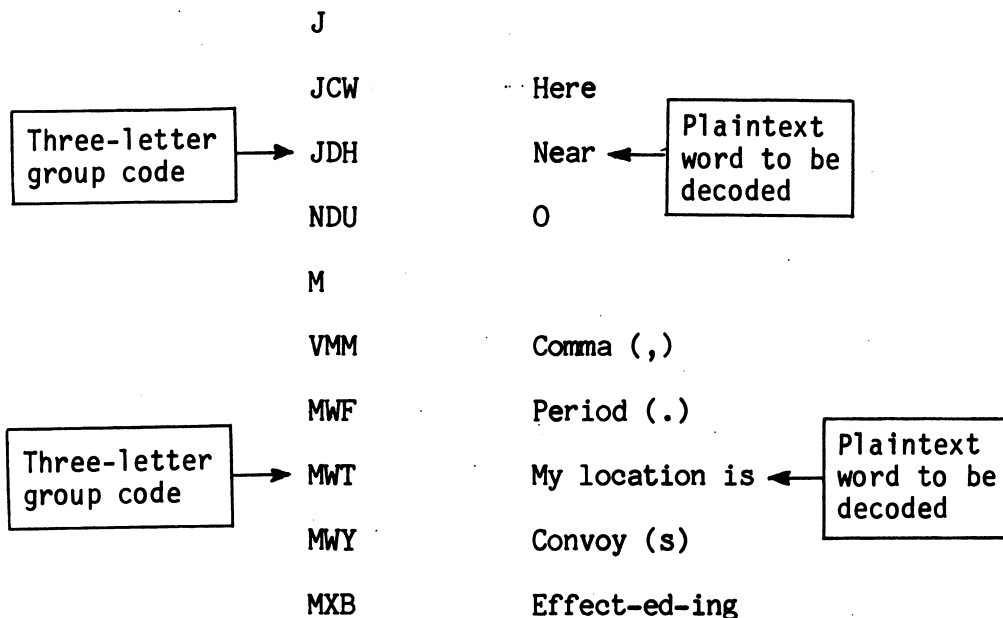 J
JCW Here
Three-letter
group code
JDH Near
Plaintext
word to be
decoded
NDU O
M
VMM Comma (,)
MWF Period (.)
Three-letter
group code
MWT My location is
Plaintext
word to be
decoded
MWY Convoy (s)
MXB Effect-ed-ing